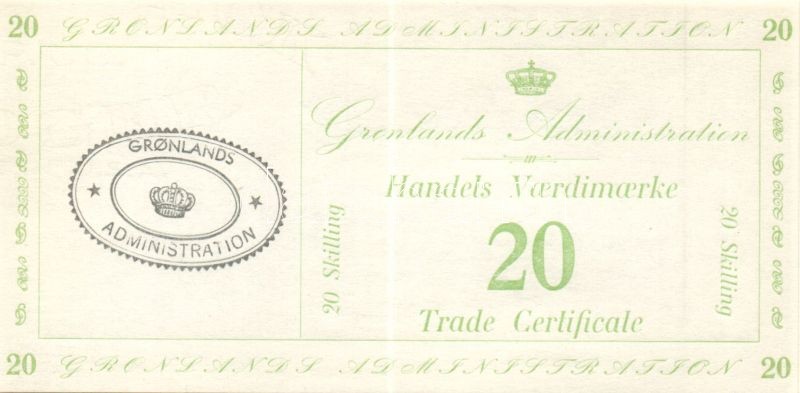 20 GRØNLANDS ADMINISTRATION 20
GRØNLANDS
ADMINISTRATION
Grønlands Administration
Handels Værdimærke
20 Skilling
20
20 Skilling
Trade Certificate
20 GRØNLANDS ADMINISTRATION 20